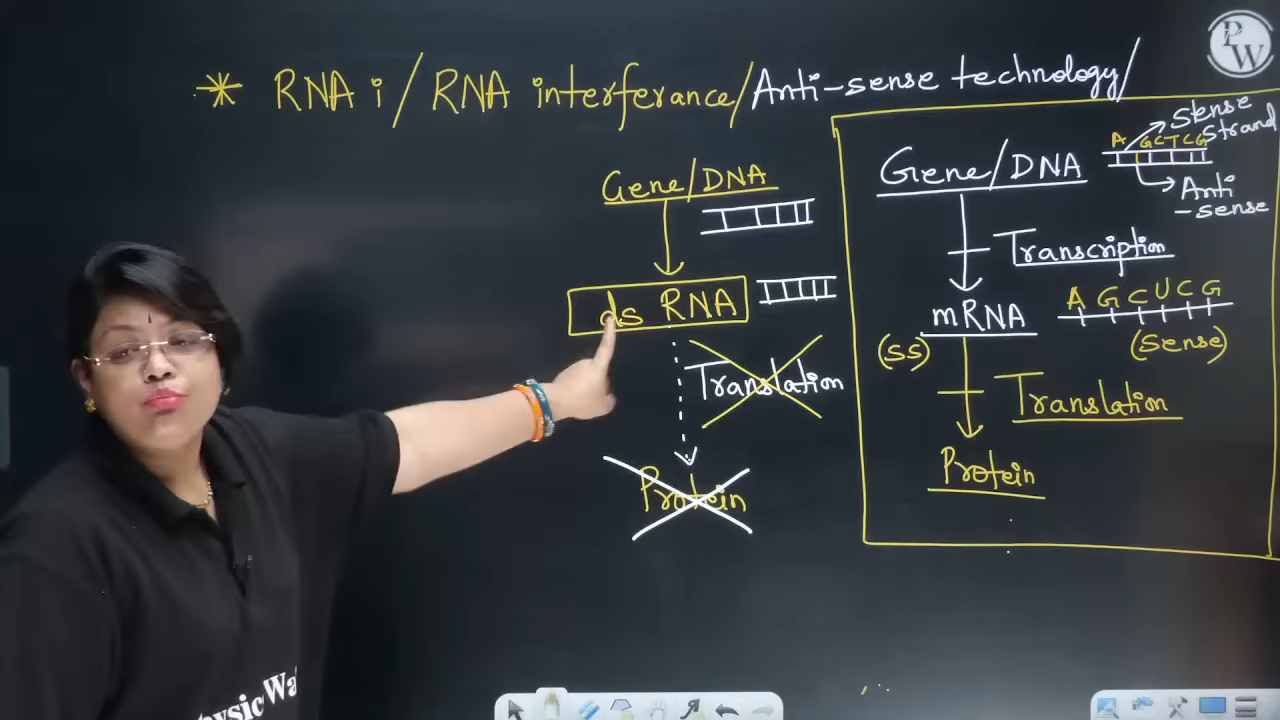 * RNA i / RNA interferance/Anti-sense technology/
PW
Gene/DNA
ds RNA
Translation
Protein
Gene/DNA
A GCTCG
Sense
strand
Anti
-sense
Transcription
mRNA
A G C U C G
(ss)
(Sense)
Translation
Protein